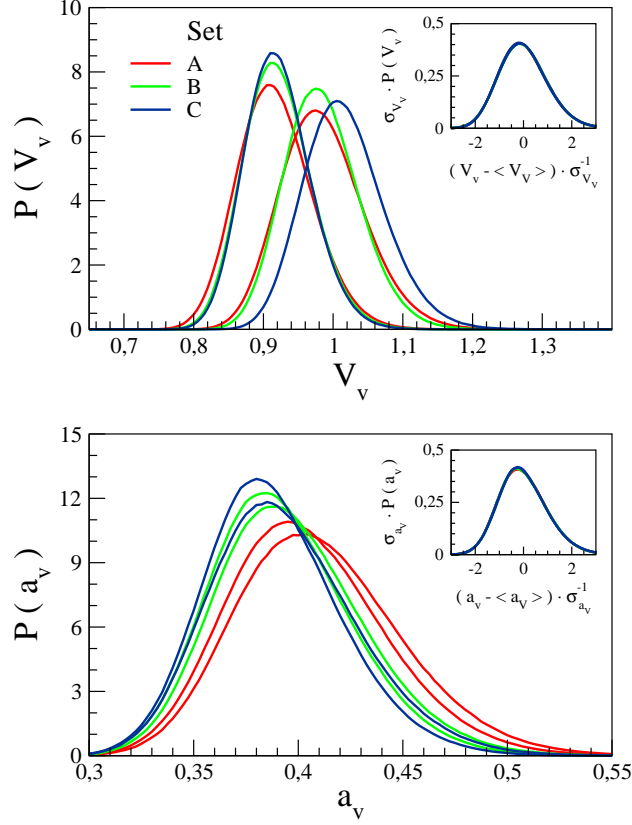 Set
A
B
C
P ( V_v )
10
8
6
4
2
0
0,7 0,8 0,9 1 1,1 1,2 1,3
V_v
σ_{V_v} · P ( V_v )
0,5
0,25
0
-2 0 2
( V_v - < V_V > ) · σ_{V_v}^{-1}
P ( a_v )
15
12
9
6
3
0
0,3 0,35 0,4 0,45 0,5 0,55
a_v
σ_{a_v} · P ( a_v )
0,5
0,25
0
-2 0 2
( a_v - < a_V > ) · σ_{a_v}^{-1}